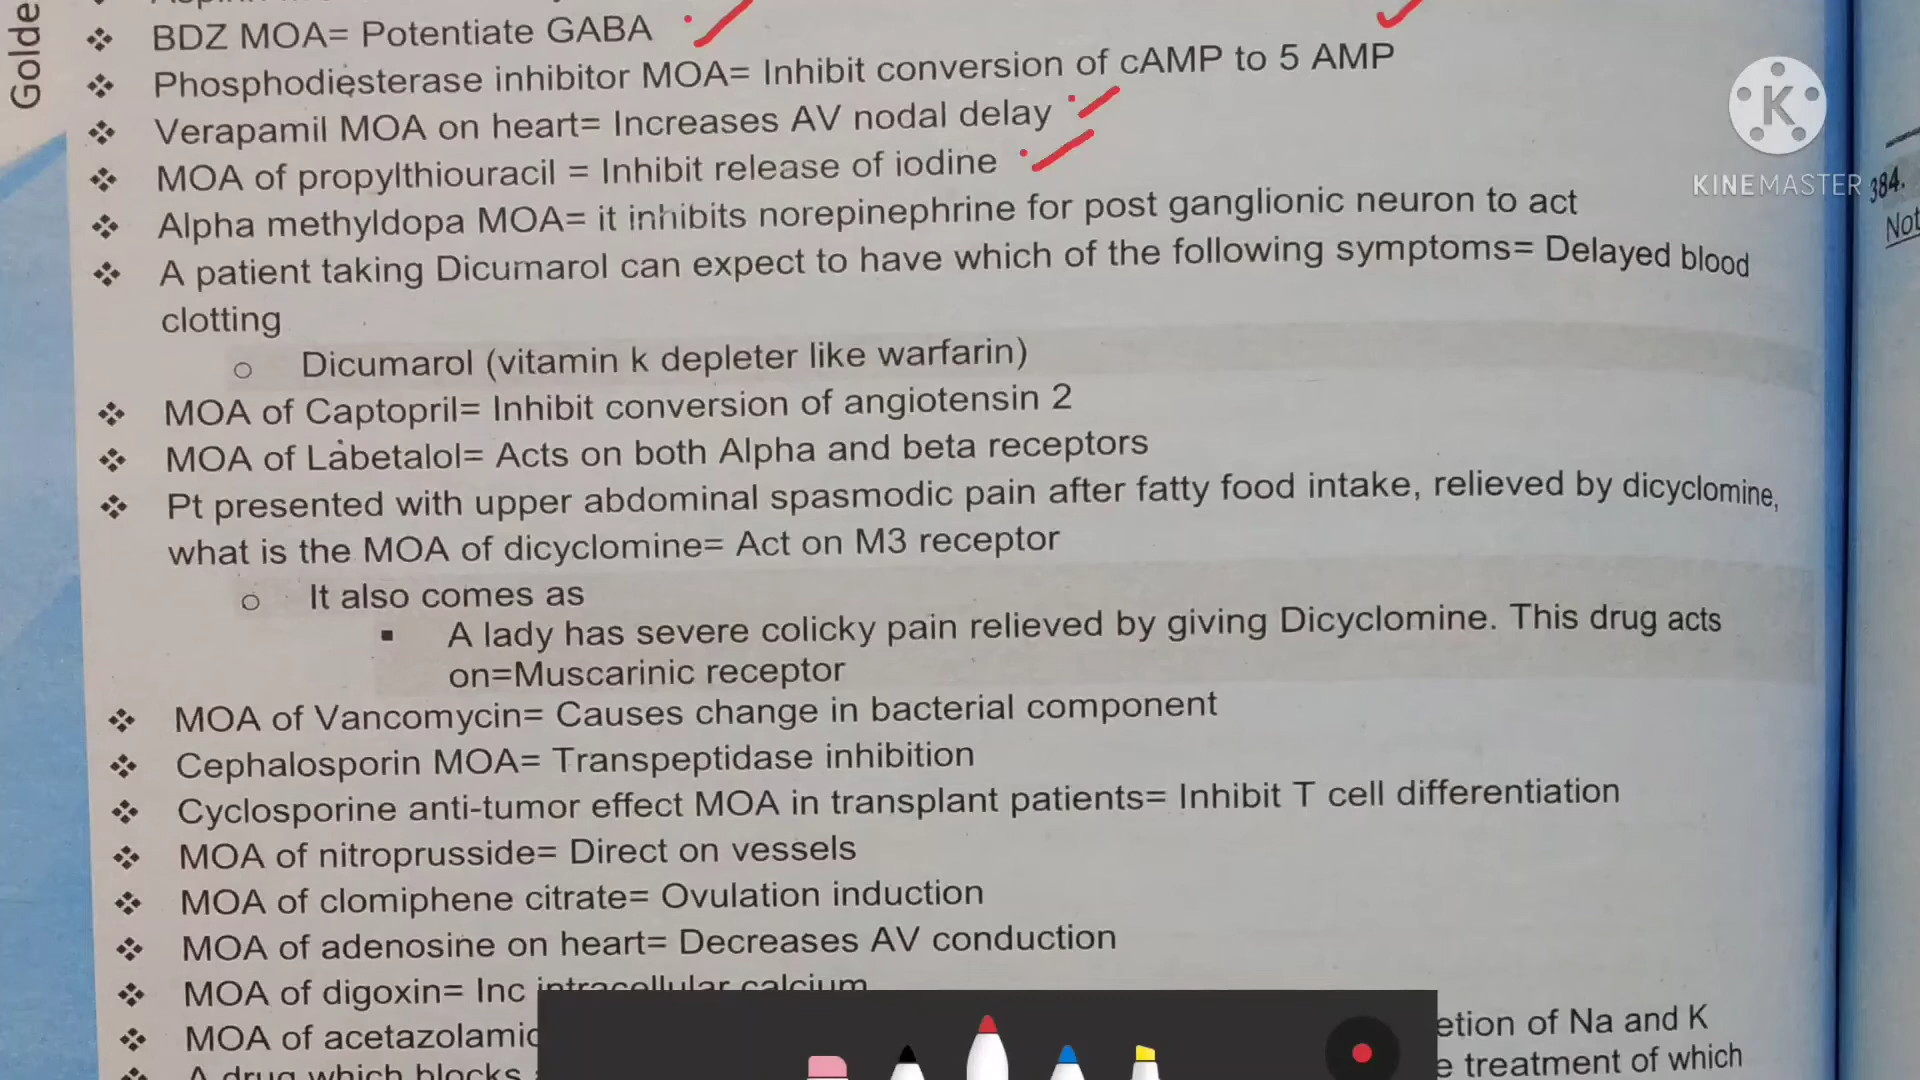 Golde
❖ BDZ MOA= Potentiate GABA
❖ Phosphodiesterase inhibitor MOA= Inhibit conversion of cAMP to 5 AMP
❖ Verapamil MOA on heart= Increases AV nodal delay
❖ MOA of propylthiouracil = Inhibit release of iodine
❖ Alpha methyldopa MOA= it inhibits norepinephrine for post ganglionic neuron to act
❖ A patient taking Dicumarol can expect to have which of the following symptoms= Delayed blood
clotting
o Dicumarol (vitamin k depleter like warfarin)
❖ MOA of Captopril= Inhibit conversion of angiotensin 2
❖ MOA of Labetalol= Acts on both Alpha and beta receptors
❖ Pt presented with upper abdominal spasmodic pain after fatty food intake, relieved by dicyclomine,
what is the MOA of dicyclomine= Act on M3 receptor
o It also comes as
▪ A lady has severe colicky pain relieved by giving Dicyclomine. This drug acts
on=Muscarinic receptor
❖ MOA of Vancomycin= Causes change in bacterial component
❖ Cephalosporin MOA= Transpeptidase inhibition
❖ Cyclosporine anti-tumor effect MOA in transplant patients= Inhibit T cell differentiation
❖ MOA of nitroprusside= Direct on vessels
❖ MOA of clomiphene citrate= Ovulation induction
❖ MOA of adenosine on heart= Decreases AV conduction
❖ MOA of digoxin= Inc intracellular calcium
❖ MOA of acetazolamid etion of Na and K
❖ A drug which blocks e treatment of which
K
KINEMASTER
384.
Not